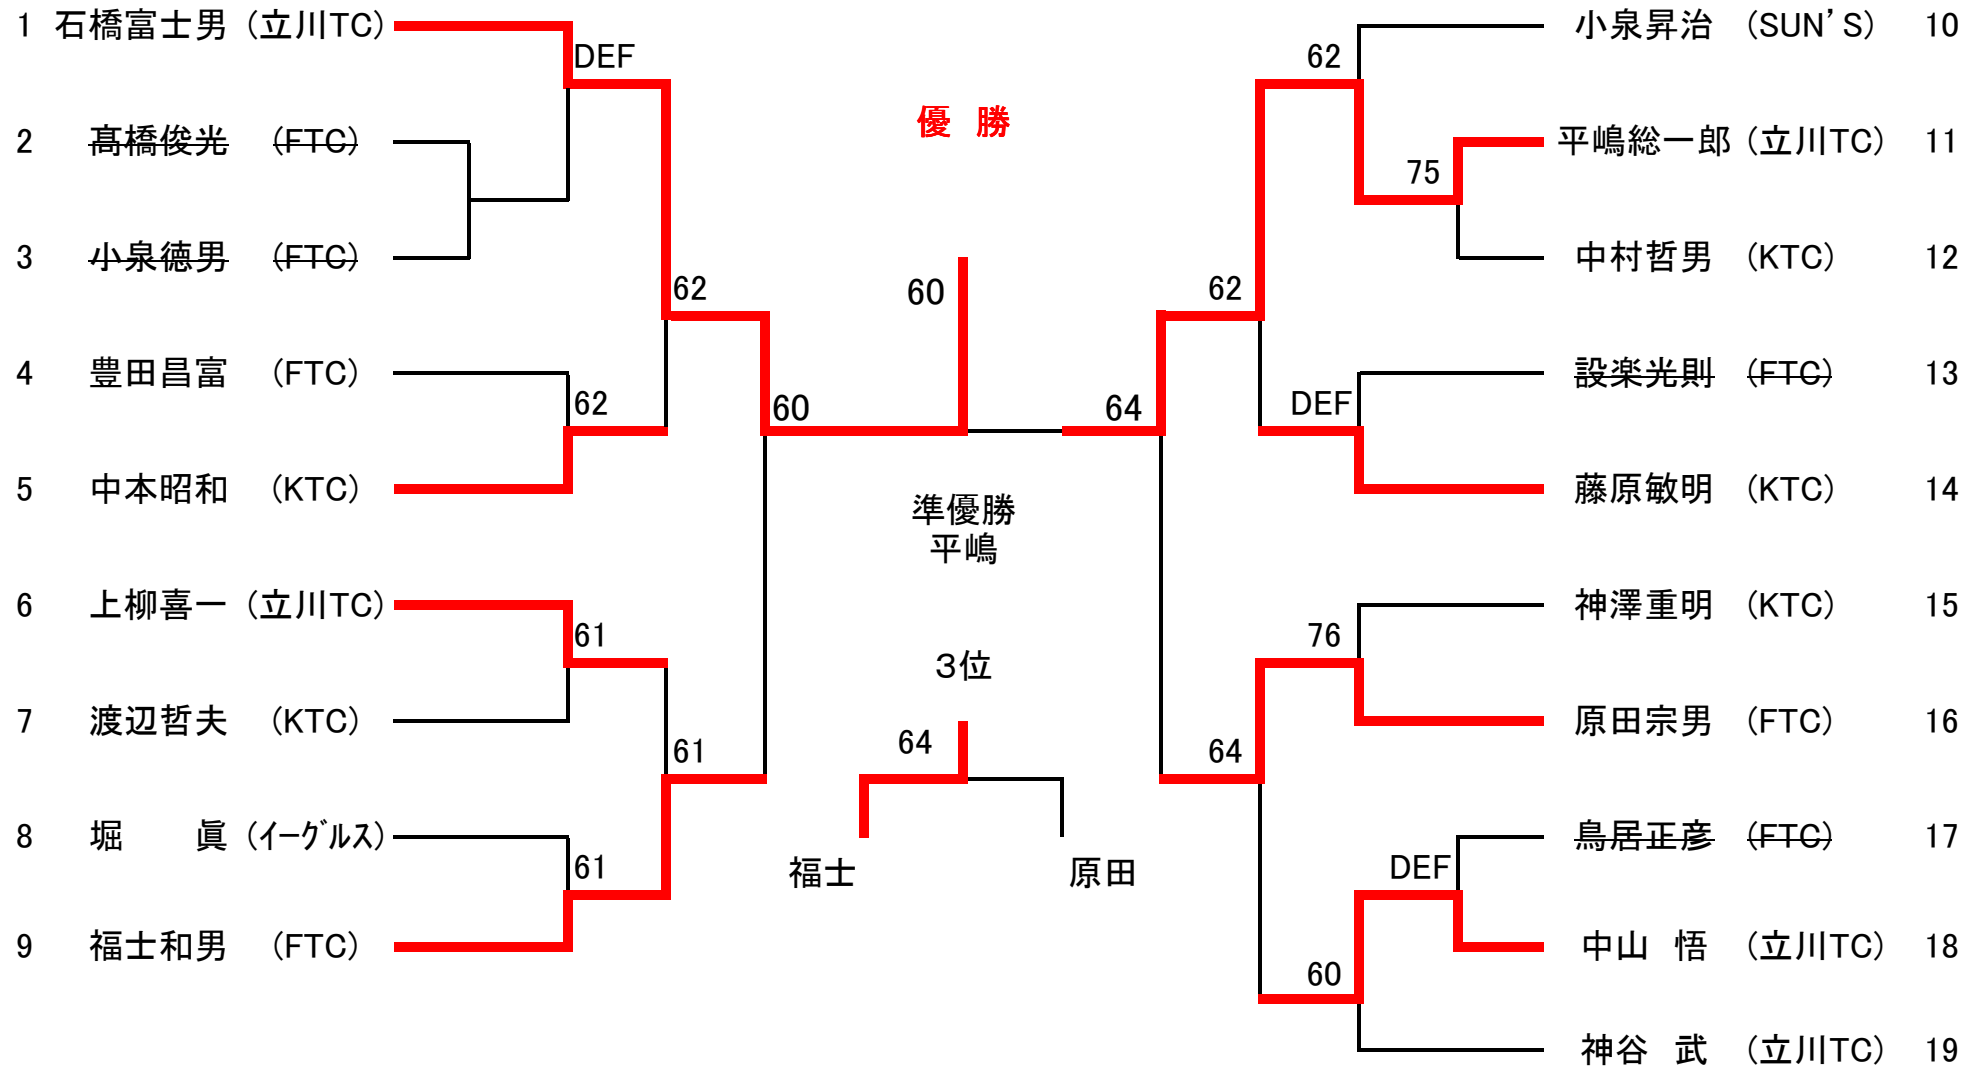 1 石橋富士男 (立川TC)
DEF
2 髙橋俊光 (FTC)
3 小泉徳男 (FTC)
62
4 豊田昌富 (FTC)
62
5 中本昭和 (KTC)
60
6 上柳喜一 (立川TC)
61
7 渡辺哲夫 (KTC)
61
8 堀 眞 (ｲｰｸﾞﾙｽ)
61
9 福士和男 (FTC)
優 勝
60
準優勝
平嶋
3位
64
福士 原田
小泉昇治 (SUN'S) 10
62
平嶋総一郎 (立川TC) 11
75
中村哲男 (KTC) 12
62
設楽光則 (FTC) 13
DEF
64
藤原敏明 (KTC) 14
神澤重明 (KTC) 15
76
原田宗男 (FTC) 16
64
鳥居正彦 (FTC) 17
DEF
中山 悟 (立川TC) 18
60
神谷 武 (立川TC) 19